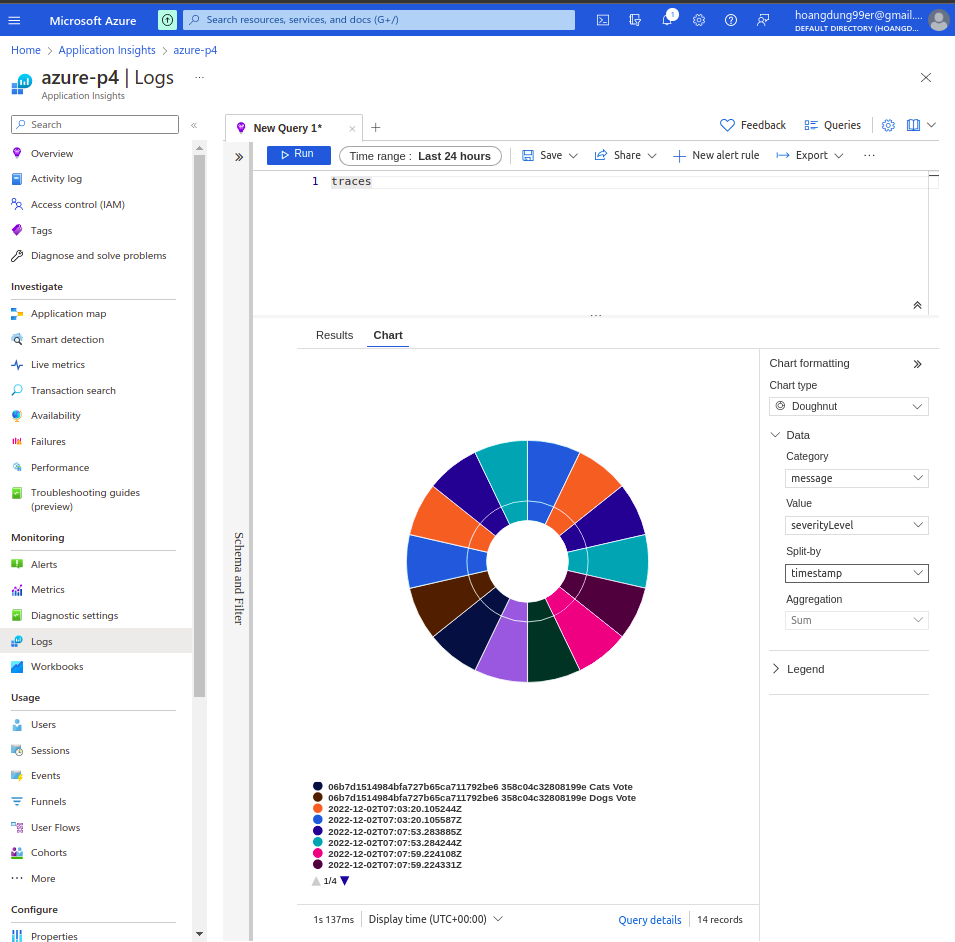 Microsoft Azure
Search resources, services, and docs (G+/)
1
hoangdung99er@gmail....
DEFAULT DIRECTORY (HOANGD...
Home > Application Insights > azure-p4
azure-p4 | Logs ...
Application Insights
Search
«
Overview
Activity log
Access control (IAM)
Tags
Diagnose and solve problems
Investigate
Application map
Smart detection
Live metrics
Transaction search
Availability
Failures
Performance
Troubleshooting guides
(preview)
Monitoring
Alerts
Metrics
Diagnostic settings
Logs
Workbooks
Usage
Users
Sessions
Events
Funnels
User Flows
Cohorts
More
Configure
Properties
New Query 1*
Feedback
Queries
Run
Time range : Last 24 hours
Save
Share
New alert rule
Export
...
1 traces
Schema and Filter
Results
Chart
Chart formatting
Chart type
Doughnut
Data
Category
message
Value
severityLevel
Split-by
timestamp
Aggregation
Sum
Legend
06b7d1514984bfa727b65ca711792be6 358c04c32808199e Cats Vote
06b7d1514984bfa727b65ca711792be6 358c04c32808199e Dogs Vote
2022-12-02T07:03:20.105244Z
2022-12-02T07:03:20.105587Z
2022-12-02T07:07:53.283885Z
2022-12-02T07:07:53.284244Z
2022-12-02T07:07:59.224108Z
2022-12-02T07:07:59.224331Z
1/4
1s 137ms
Display time (UTC+00:00)
Query details
14 records